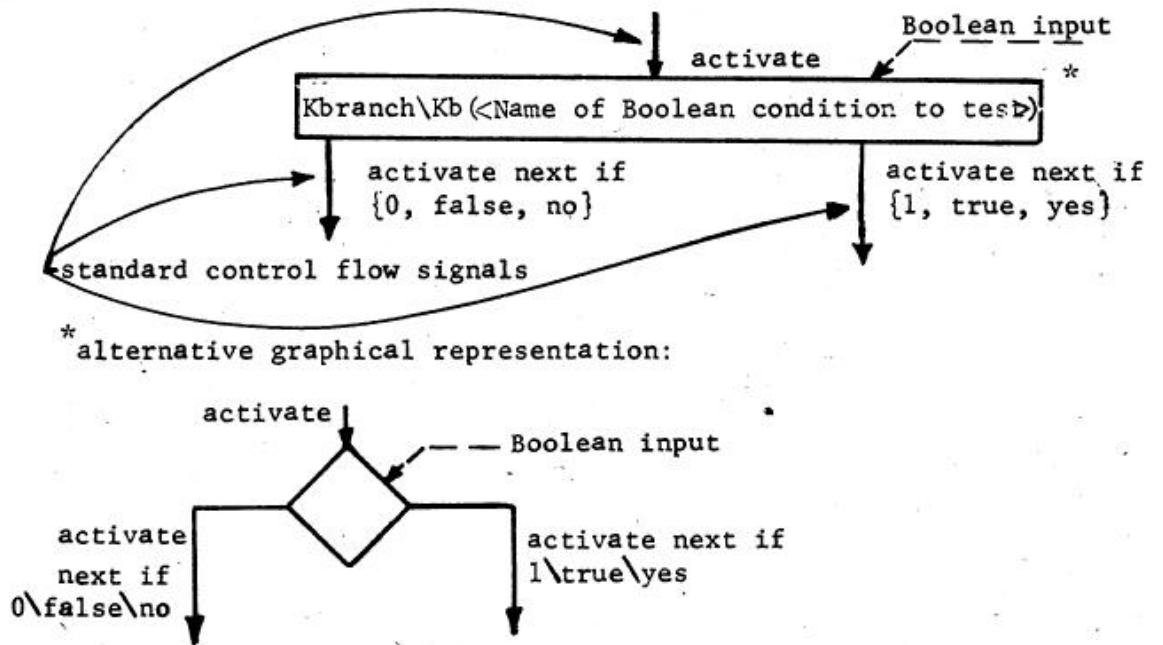 Boolean input
activate
*
Kbranch\Kb(<Name of Boolean condition to test>)
activate next if
{0, false, no}
activate next if
{1, true, yes}
standard control flow signals
*alternative graphical representation:
activate
Boolean input
activate
next if
0\false\no
activate next if
1\true\yes